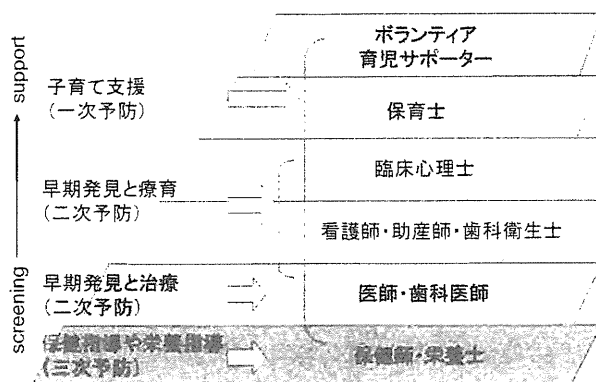 support
screening
ボランティア
育児サポーター
子育て支援
(一次予防)
保育士
臨床心理士
早期発見と療育
(二次予防)
看護師・助産師・歯科衛生士
早期発見と治療
(二次予防)
医師・歯科医師
保健指導や栄養指導
(三次予防)
保健師・栄養士